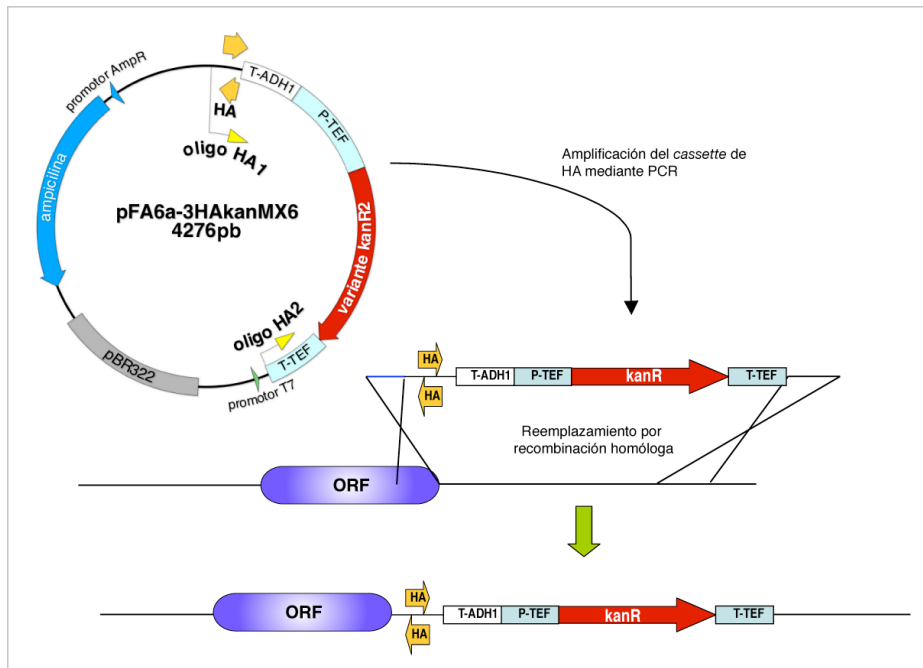 promotor AmpR
T-ADH1
P-TEF
HA
oligo HA1
ampicilina
pFA6a-3HAkanMX6
4276pb
variante kanR2
oligo HA2
T-TEF
pBR322
promotor T7
Amplificación del cassette de
HA mediante PCR
HA
T-ADH1
P-TEF
kanR
T-TEF
HA
Reemplazamiento por
recombinación homóloga
ORF
HA
ORF
T-ADH1
P-TEF
kanR
T-TEF
HA